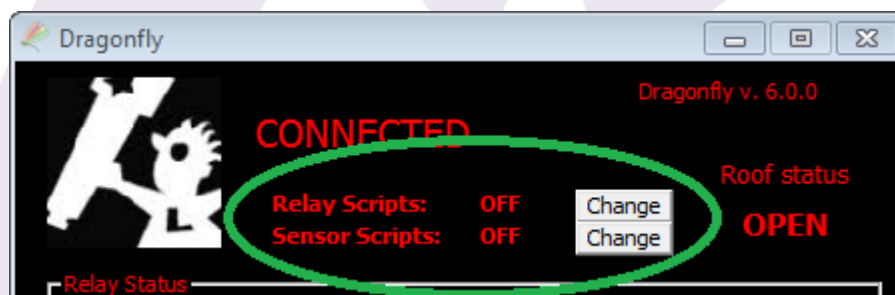 Dragonfly
Dragonfly v. 6.0.0
CONNECTED
Roof status
Relay Scripts: OFF Change
OPEN
Sensor Scripts: OFF Change
Relay Status
L